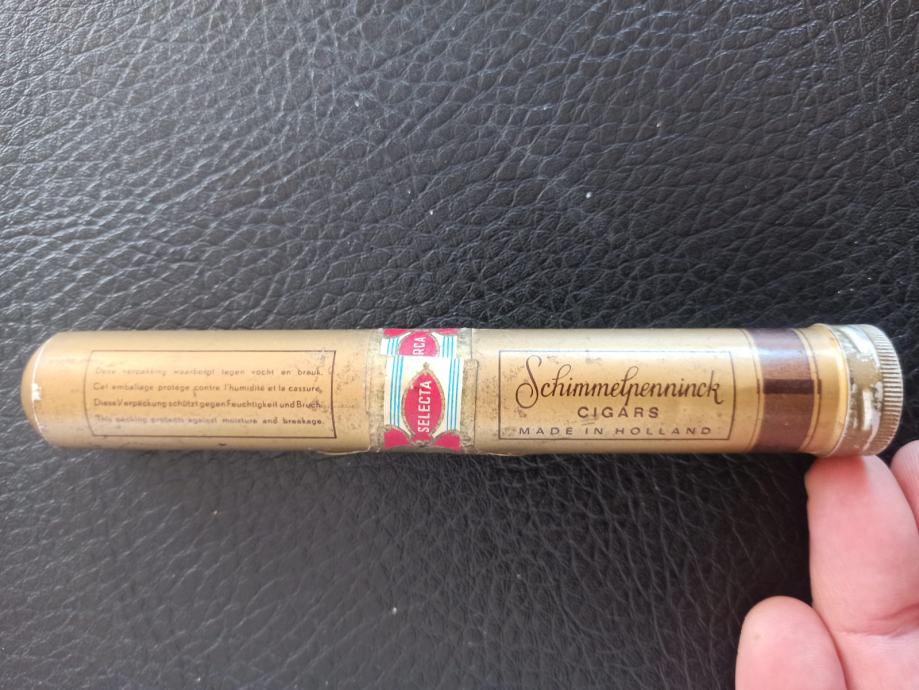 Deze verpakking waarborgt tegen vocht en breuk.
Cet emballage protège contre l'humidité et la cassure.
Diese Verpackung schützt gegen Feuchtigkeit und Bruch.
This packing protects against moisture and breakage.
RCA
SELECTA
Schimmelpenninck
CIGARS
MADE IN HOLLAND